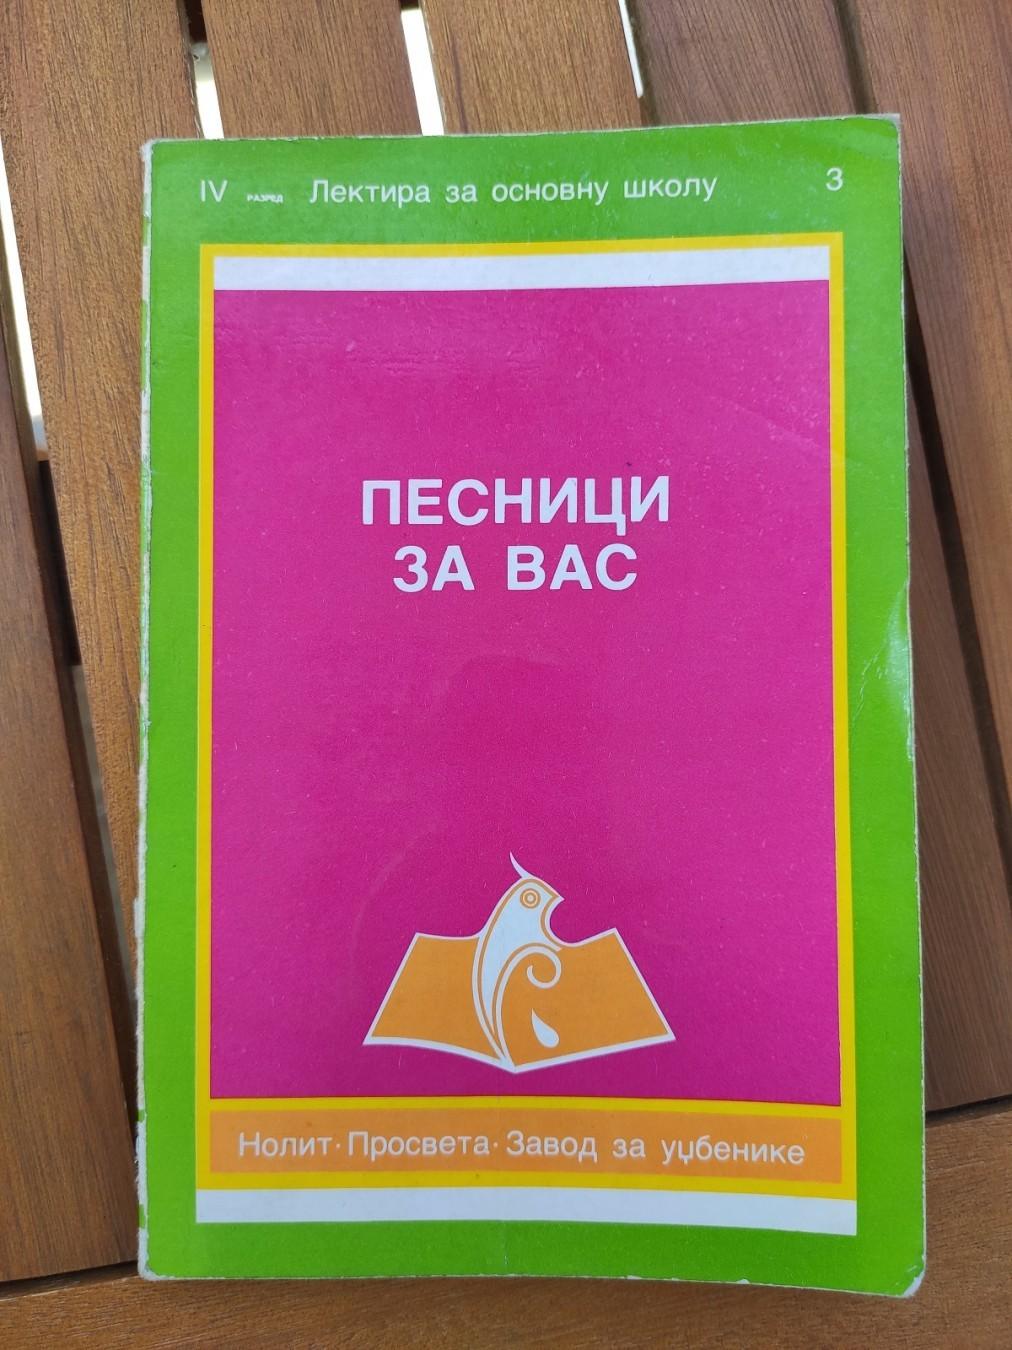 IV РАЗРЕД Лектира за основну школу 3
ПЕСНИЦИ
ЗА ВАС
Нолит · Просвета · Завод за уџбенике